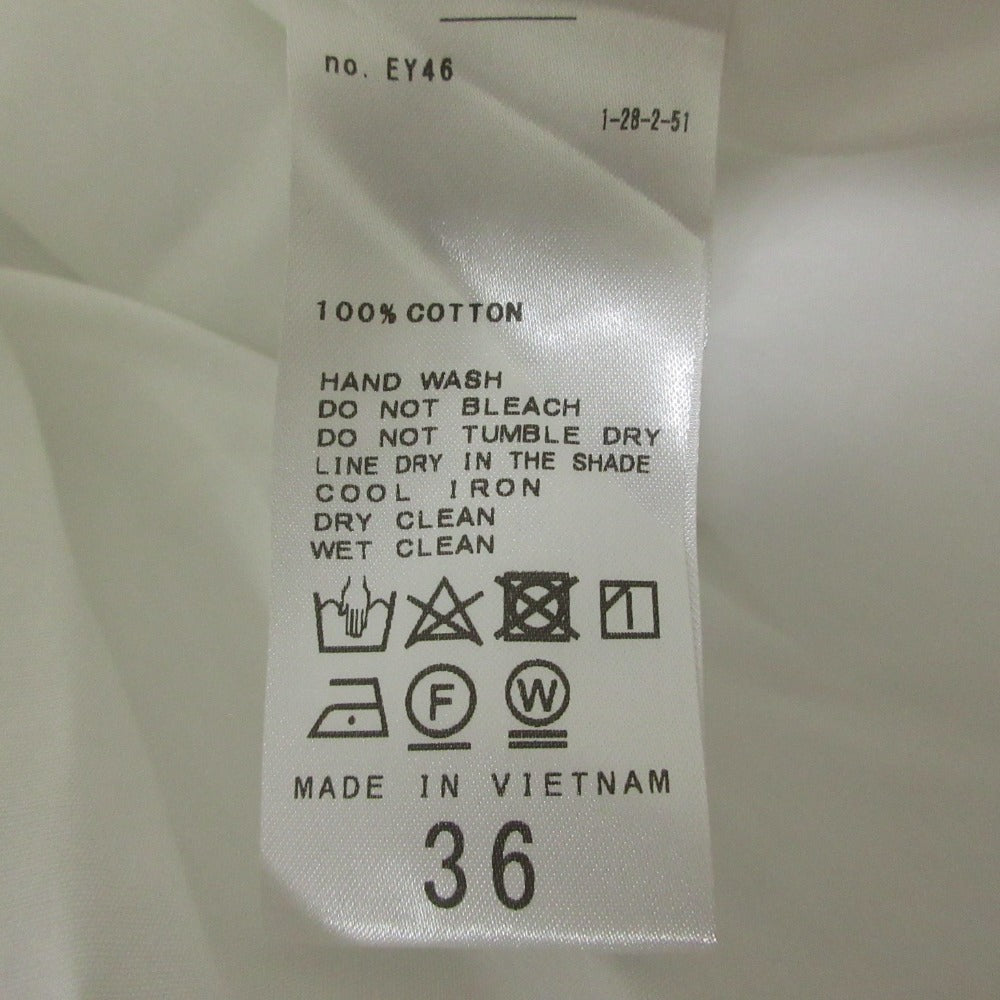 no. EY46
1-28-2-51
100% COTTON
HAND WASH
DO NOT BLEACH
DO NOT TUMBLE DRY
LINE DRY IN THE SHADE
COOL IRON
DRY CLEAN
WET CLEAN
F W
MADE IN VIETNAM
36